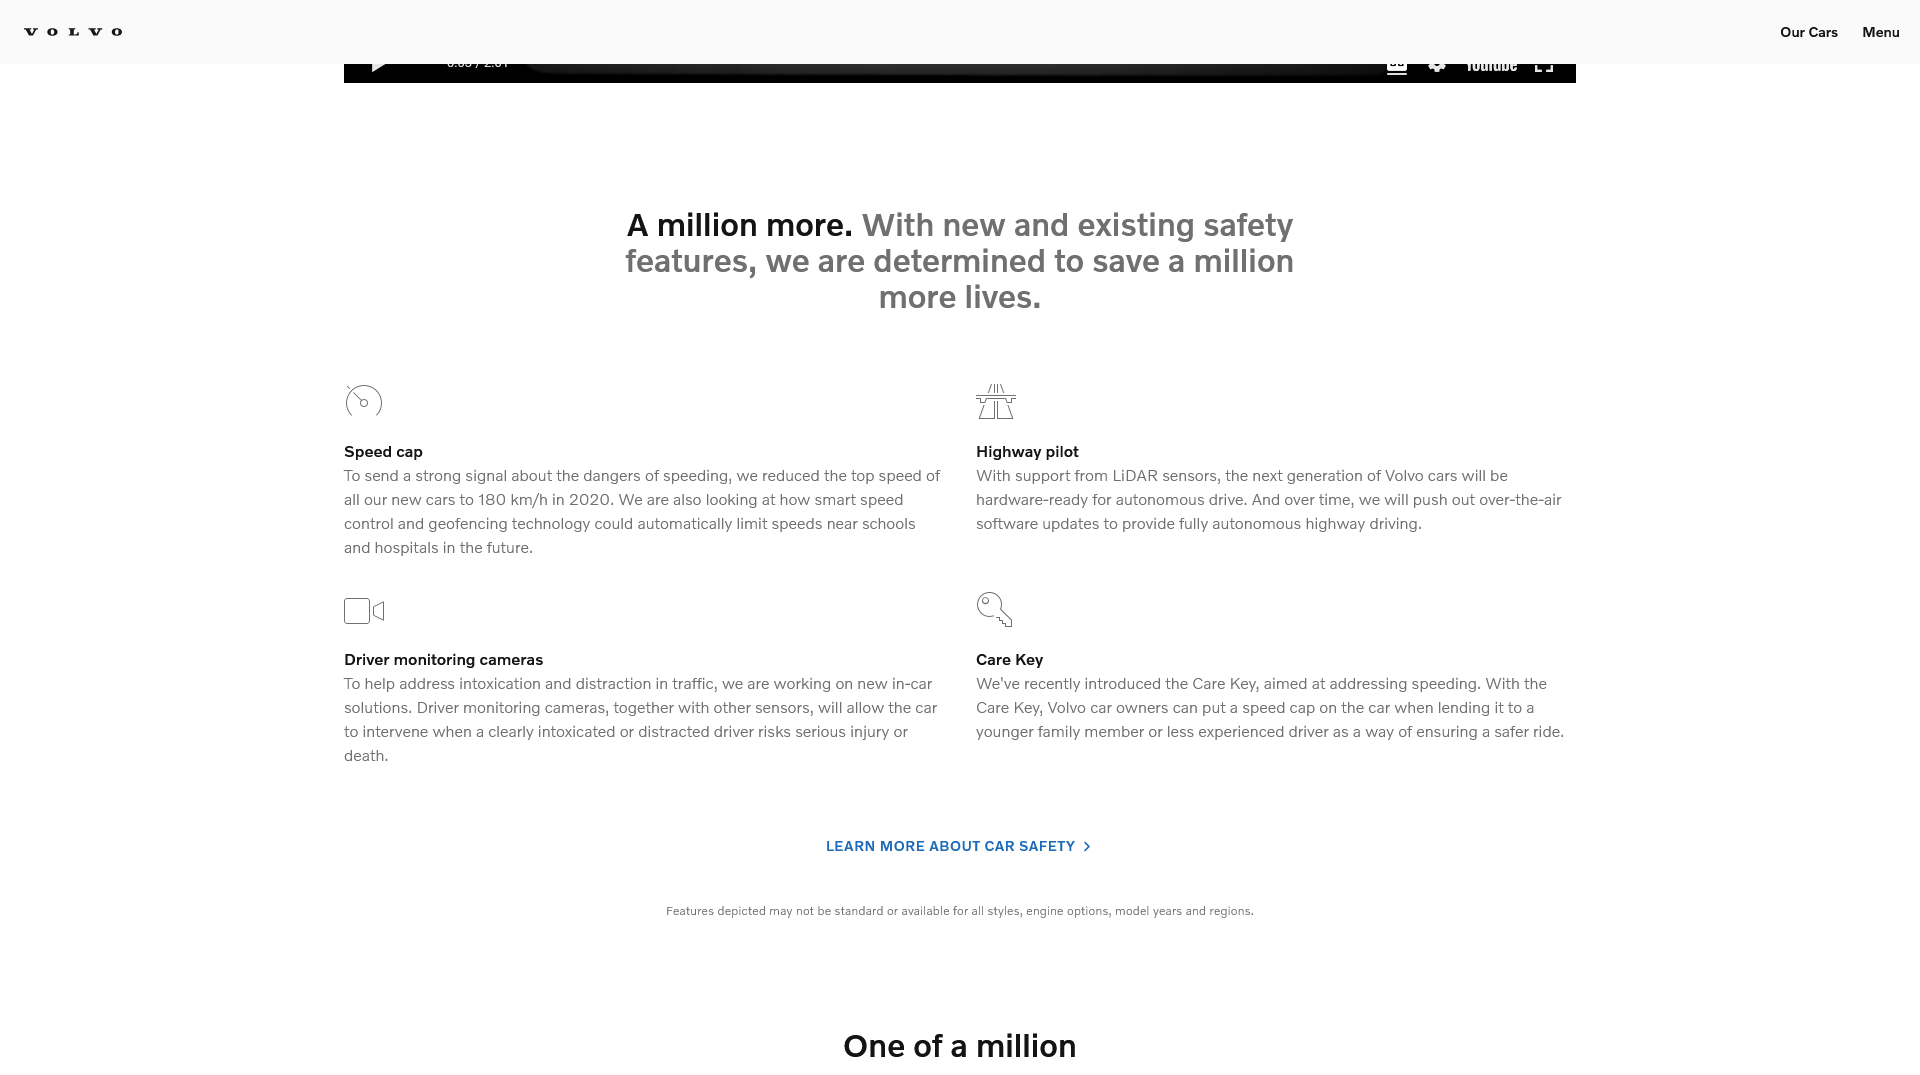 VOLVO
Our Cars
Menu
YouTube
A million more. With new and existing safety
features, we are determined to save a million
more lives.
Speed cap
To send a strong signal about the dangers of speeding, we reduced the top speed of
all our new cars to 180 km/h in 2020. We are also looking at how smart speed
control and geofencing technology could automatically limit speeds near schools
and hospitals in the future.
Highway pilot
With support from LiDAR sensors, the next generation of Volvo cars will be
hardware-ready for autonomous drive. And over time, we will push out over-the-air
software updates to provide fully autonomous highway driving.
Driver monitoring cameras
To help address intoxication and distraction in traffic, we are working on new in-car
solutions. Driver monitoring cameras, together with other sensors, will allow the car
to intervene when a clearly intoxicated or distracted driver risks serious injury or
death.
Care Key
We've recently introduced the Care Key, aimed at addressing speeding. With the
Care Key, Volvo car owners can put a speed cap on the car when lending it to a
younger family member or less experienced driver as a way of ensuring a safer ride.
LEARN MORE ABOUT CAR SAFETY
Features depicted may not be standard or available for all styles, engine options, model years and regions.
One of a million